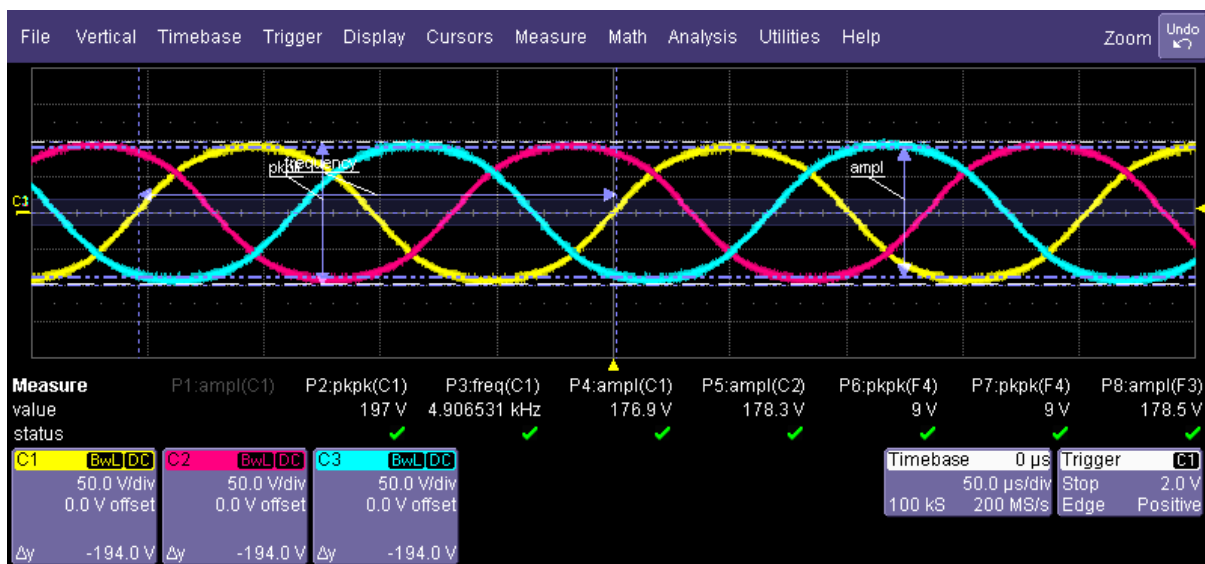 File Vertical Timebase Trigger Display Cursors Measure Math Analysis Utilities Help Zoom Undo
frequency
ampl
C3
Measure P1:ampl(C1) P2:pkpk(C1) P3:freq(C1) P4:ampl(C1) P5:ampl(C2) P6:pkpk(F4) P7:pkpk(F4) P8:ampl(F3)
value 197 V 4.906531 kHz 176.9 V 178.3 V 9 V 9 V 178.5 V
status
C1 BwL DC C2 BwL DC C3 BwL DC Timebase 0 µs Trigger C1
50.0 V/div 50.0 V/div 50.0 V/div 50.0 µs/div Stop 2.0 V
0.0 V offset 0.0 V offset 0.0 V offset 100 kS 200 MS/s Edge Positive
Δy -194.0 V Δy -194.0 V Δy -194.0 V